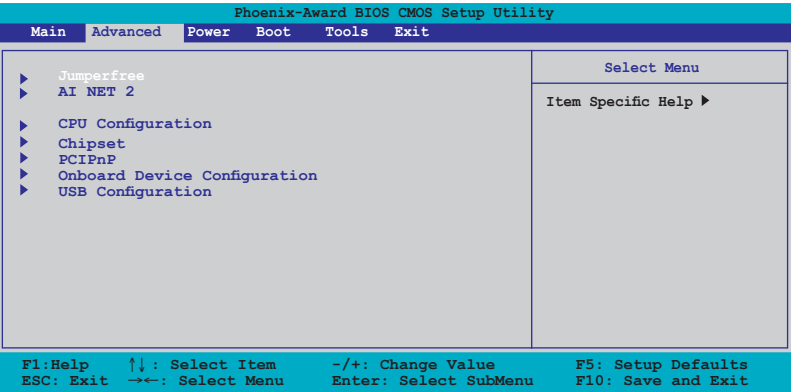 Phoenix-Award BIOS CMOS Setup Utility
Main Advanced Power Boot Tools Exit
Select Menu
Jumperfree
AI NET 2
Item Specific Help ▶
CPU Configuration
Chipset
PCIPnP
Onboard Device Configuration
USB Configuration
F1:Help ↑↓: Select Item -/+: Change Value F5: Setup Defaults
ESC: Exit →←: Select Menu Enter: Select SubMenu F10: Save and Exit